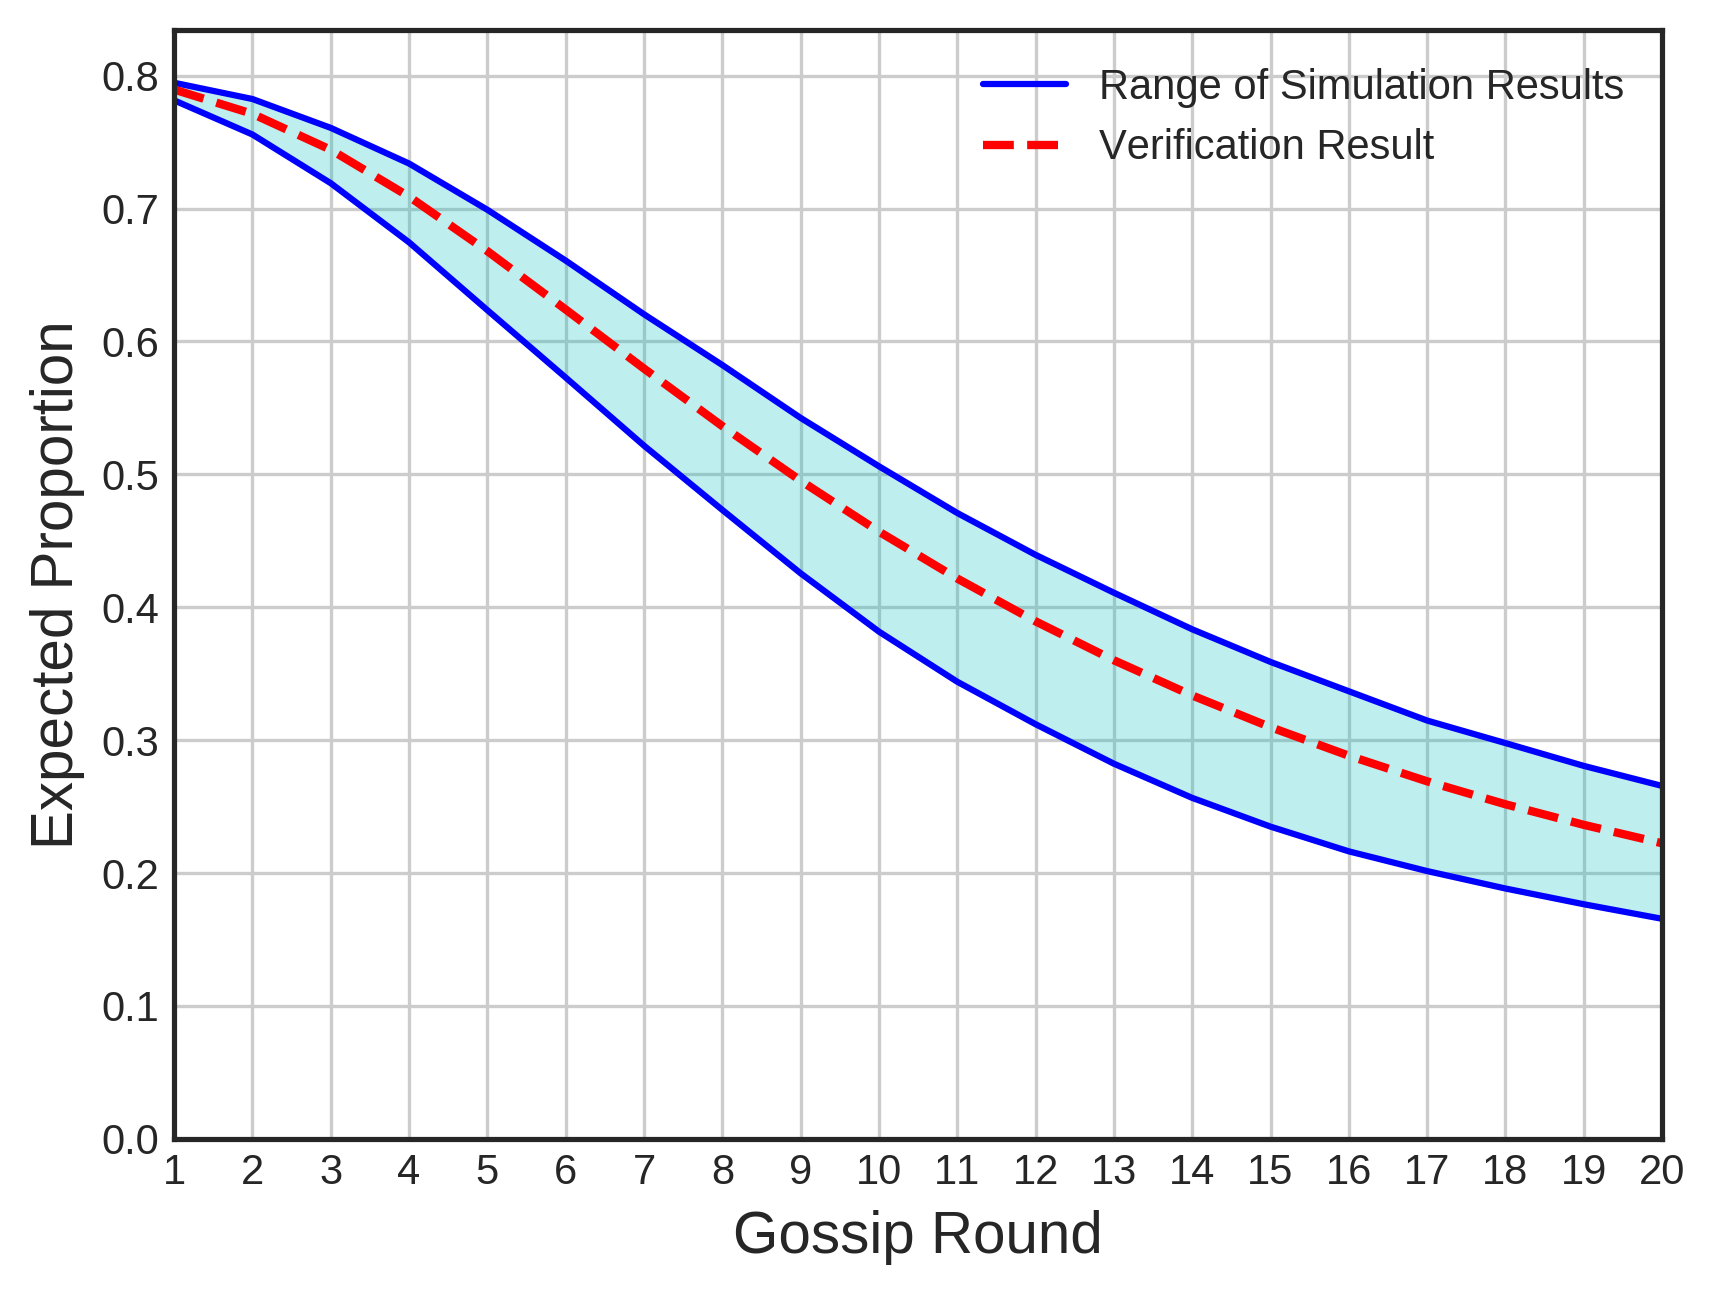 Range of Simulation Results
Verification Result
Expected Proportion
0.8
0.7
0.6
0.5
0.4
0.3
0.2
0.1
0.0
1 2 3 4 5 6 7 8 9 10 11 12 13 14 15 16 17 18 19 20
Gossip Round